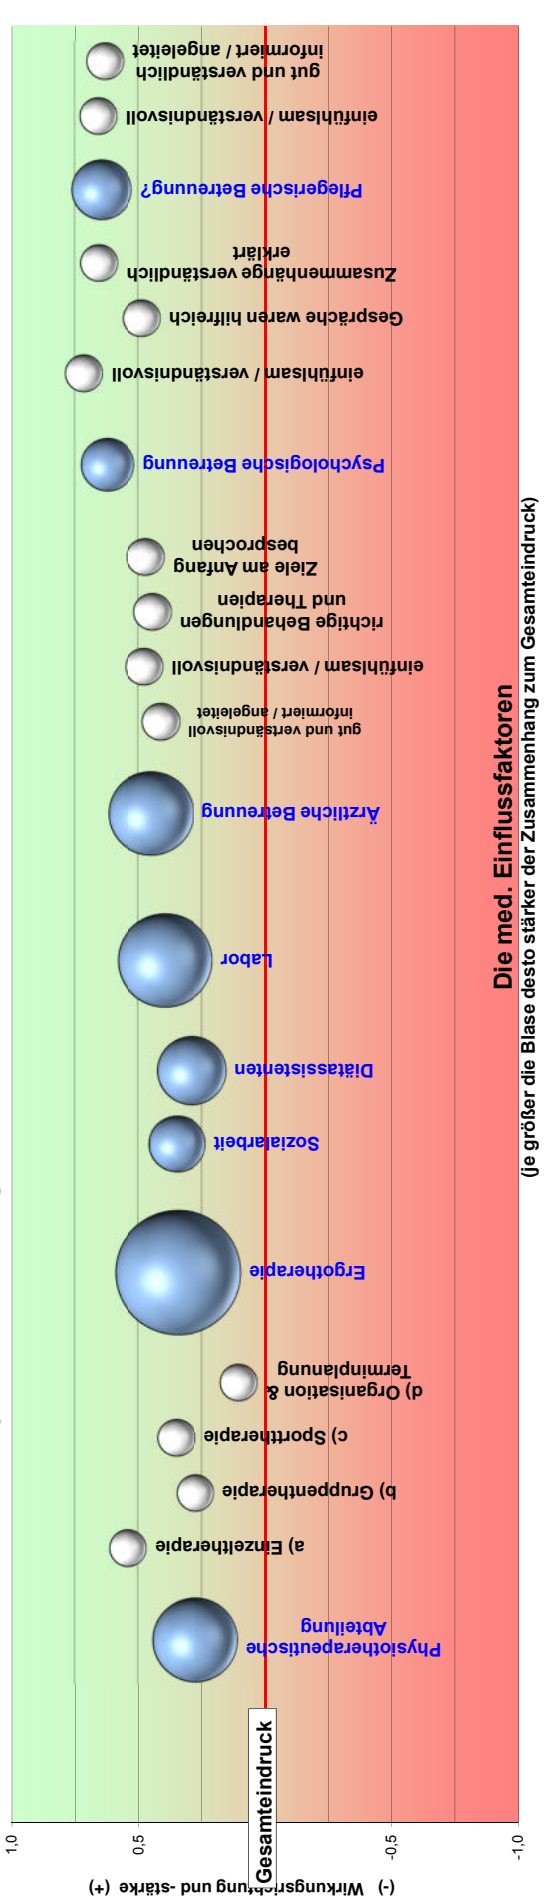 Die med. Einflussfaktoren
(je größer die Blase desto stärker der Zusammenhang zum Gesamteindruck)
(-) Wirkungsrichtung und -stärke (+)
1,0
0,5
Gesamteindruck
-0,5
-1,0
Physiotherapeutische
Abteilung
a) Einzeltherapie
b) Gruppentherapie
c) Sporttherapie
d) Organisation &
Terminplanung
Ergotherapie
Sozialarbeit
Diätassistenten
Labor
Ärztliche Betreuung
gut und vertsändnisvoll
informiert / angeleitet
einfühlsam / verständnisvoll
richtige Behandlungen
und Therapien
Ziele am Anfang
besprochen
Psychologische Betreuung
einfühlsam / verständnisvoll
Gespräche waren hilfreich
Zusammenhänge verständlich
erklärt
Pflegerische Betreuung?
einfühlsam / verständnisvoll
gut und verständlich
informiert / angeleitet